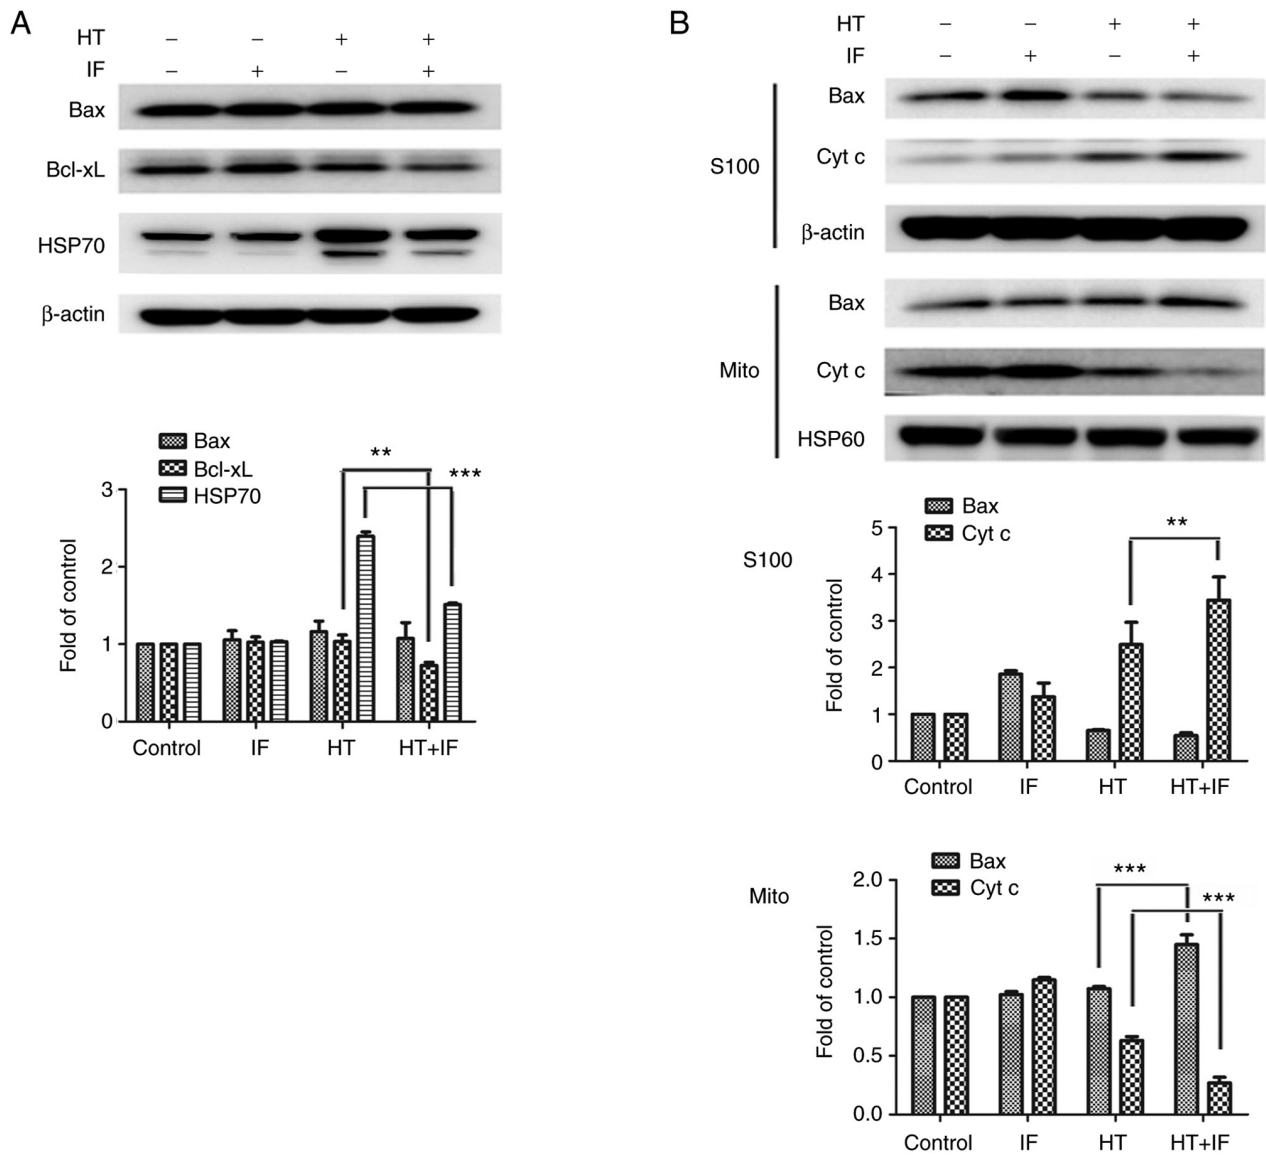 A
HT − − + +
IF − + − +
Bax
Bcl-xL
HSP70
β-actin
Bax
Bcl-xL
HSP70
**
***
Fold of control
3
2
1
0
Control IF HT HT+IF
B
HT − − + +
IF − + − +
S100
Bax
Cyt c
β-actin
Mito
Bax
Cyt c
HSP60
S100
Bax
Cyt c
**
Fold of control
5
4
3
2
1
0
Control IF HT HT+IF
Mito
Bax
Cyt c
***
***
Fold of control
2.0
1.5
1.0
0.5
0.0
Control IF HT HT+IF